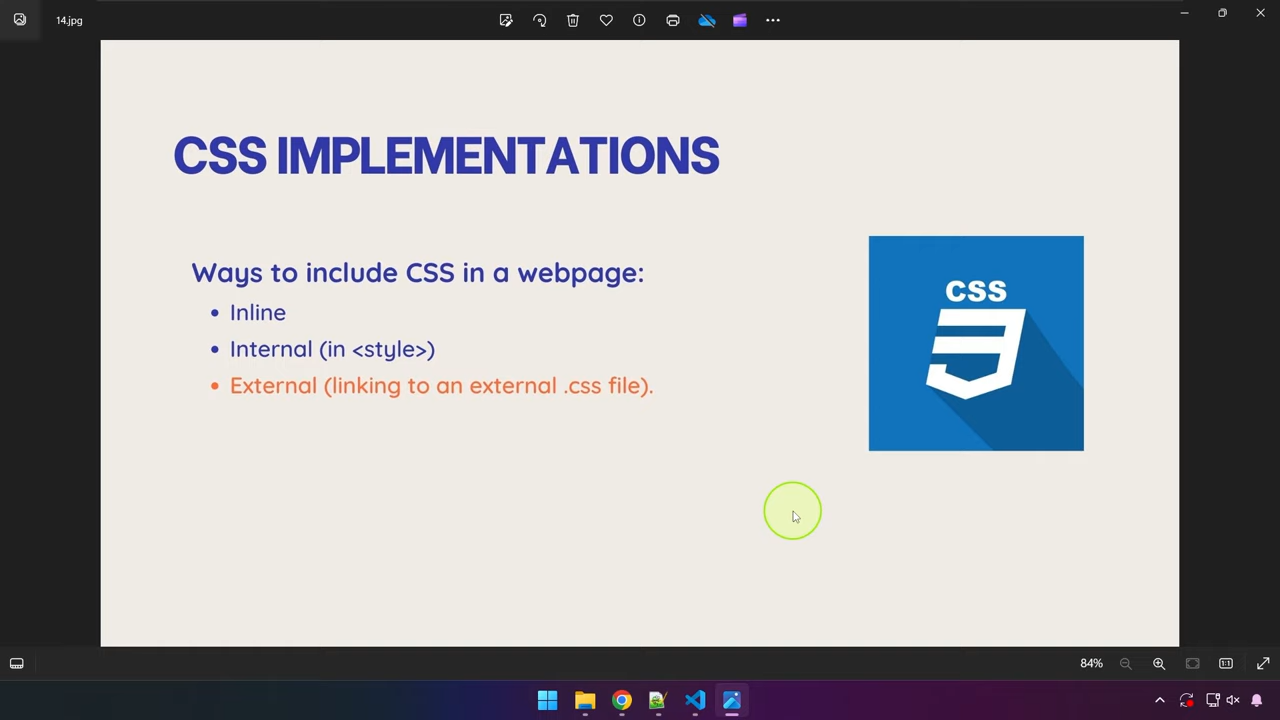 14.jpg
CSS IMPLEMENTATIONS
Ways to include CSS in a webpage:
• Inline
• Internal (in <style>)
• External (linking to an external .css file).
CSS
84%